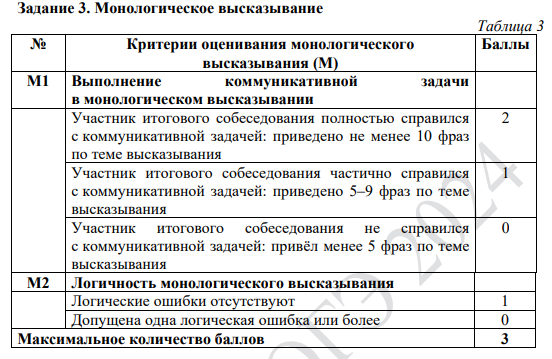 Задание 3. Монологическое высказывание
Таблица 3
№ Критерии оценивания монологического Баллы
высказывания (М)
М1 Выполнение коммуникативной задачи
в монологическом высказывании
Участник итогового собеседования полностью справился 2
с коммуникативной задачей: приведено не менее 10 фраз
по теме высказывания
Участник итогового собеседования частично справился 1
с коммуникативной задачей: приведено 5–9 фраз по теме
высказывания
Участник итогового собеседования не справился 0
с коммуникативной задачей: привёл менее 5 фраз по теме
высказывания
М2 Логичность монологического высказывания
Логические ошибки отсутствуют 1
Допущена одна логическая ошибка или более 0
Максимальное количество баллов 3
ОГЭ 2024